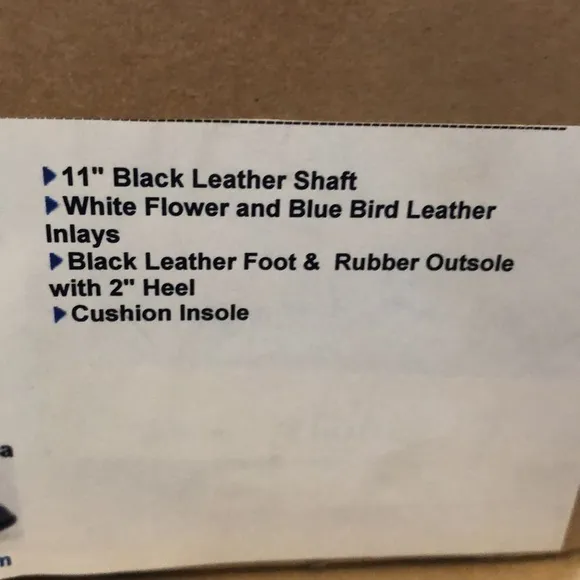 ▶11" Black Leather Shaft
▶White Flower and Blue Bird Leather
Inlays
▶Black Leather Foot & Rubber Outsole
with 2" Heel
▶Cushion Insole
a
m